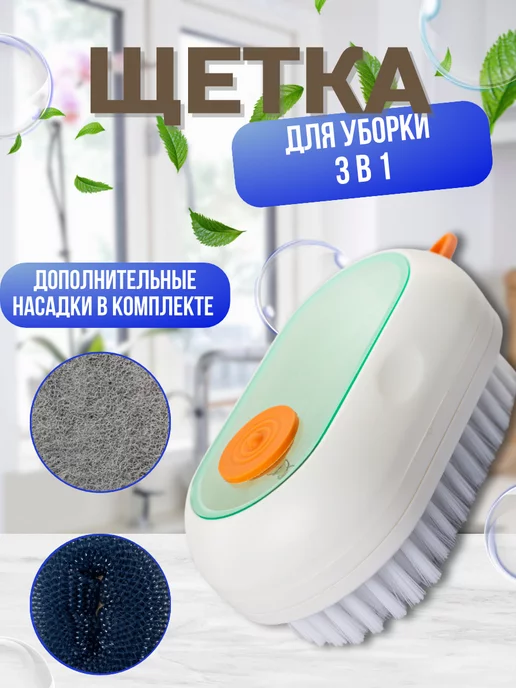 ЩЕТКА
ДЛЯ УБОРКИ
3 В 1
ДОПОЛНИТЕЛЬНЫЕ
НАСАДКИ В КОМПЛЕКТЕ